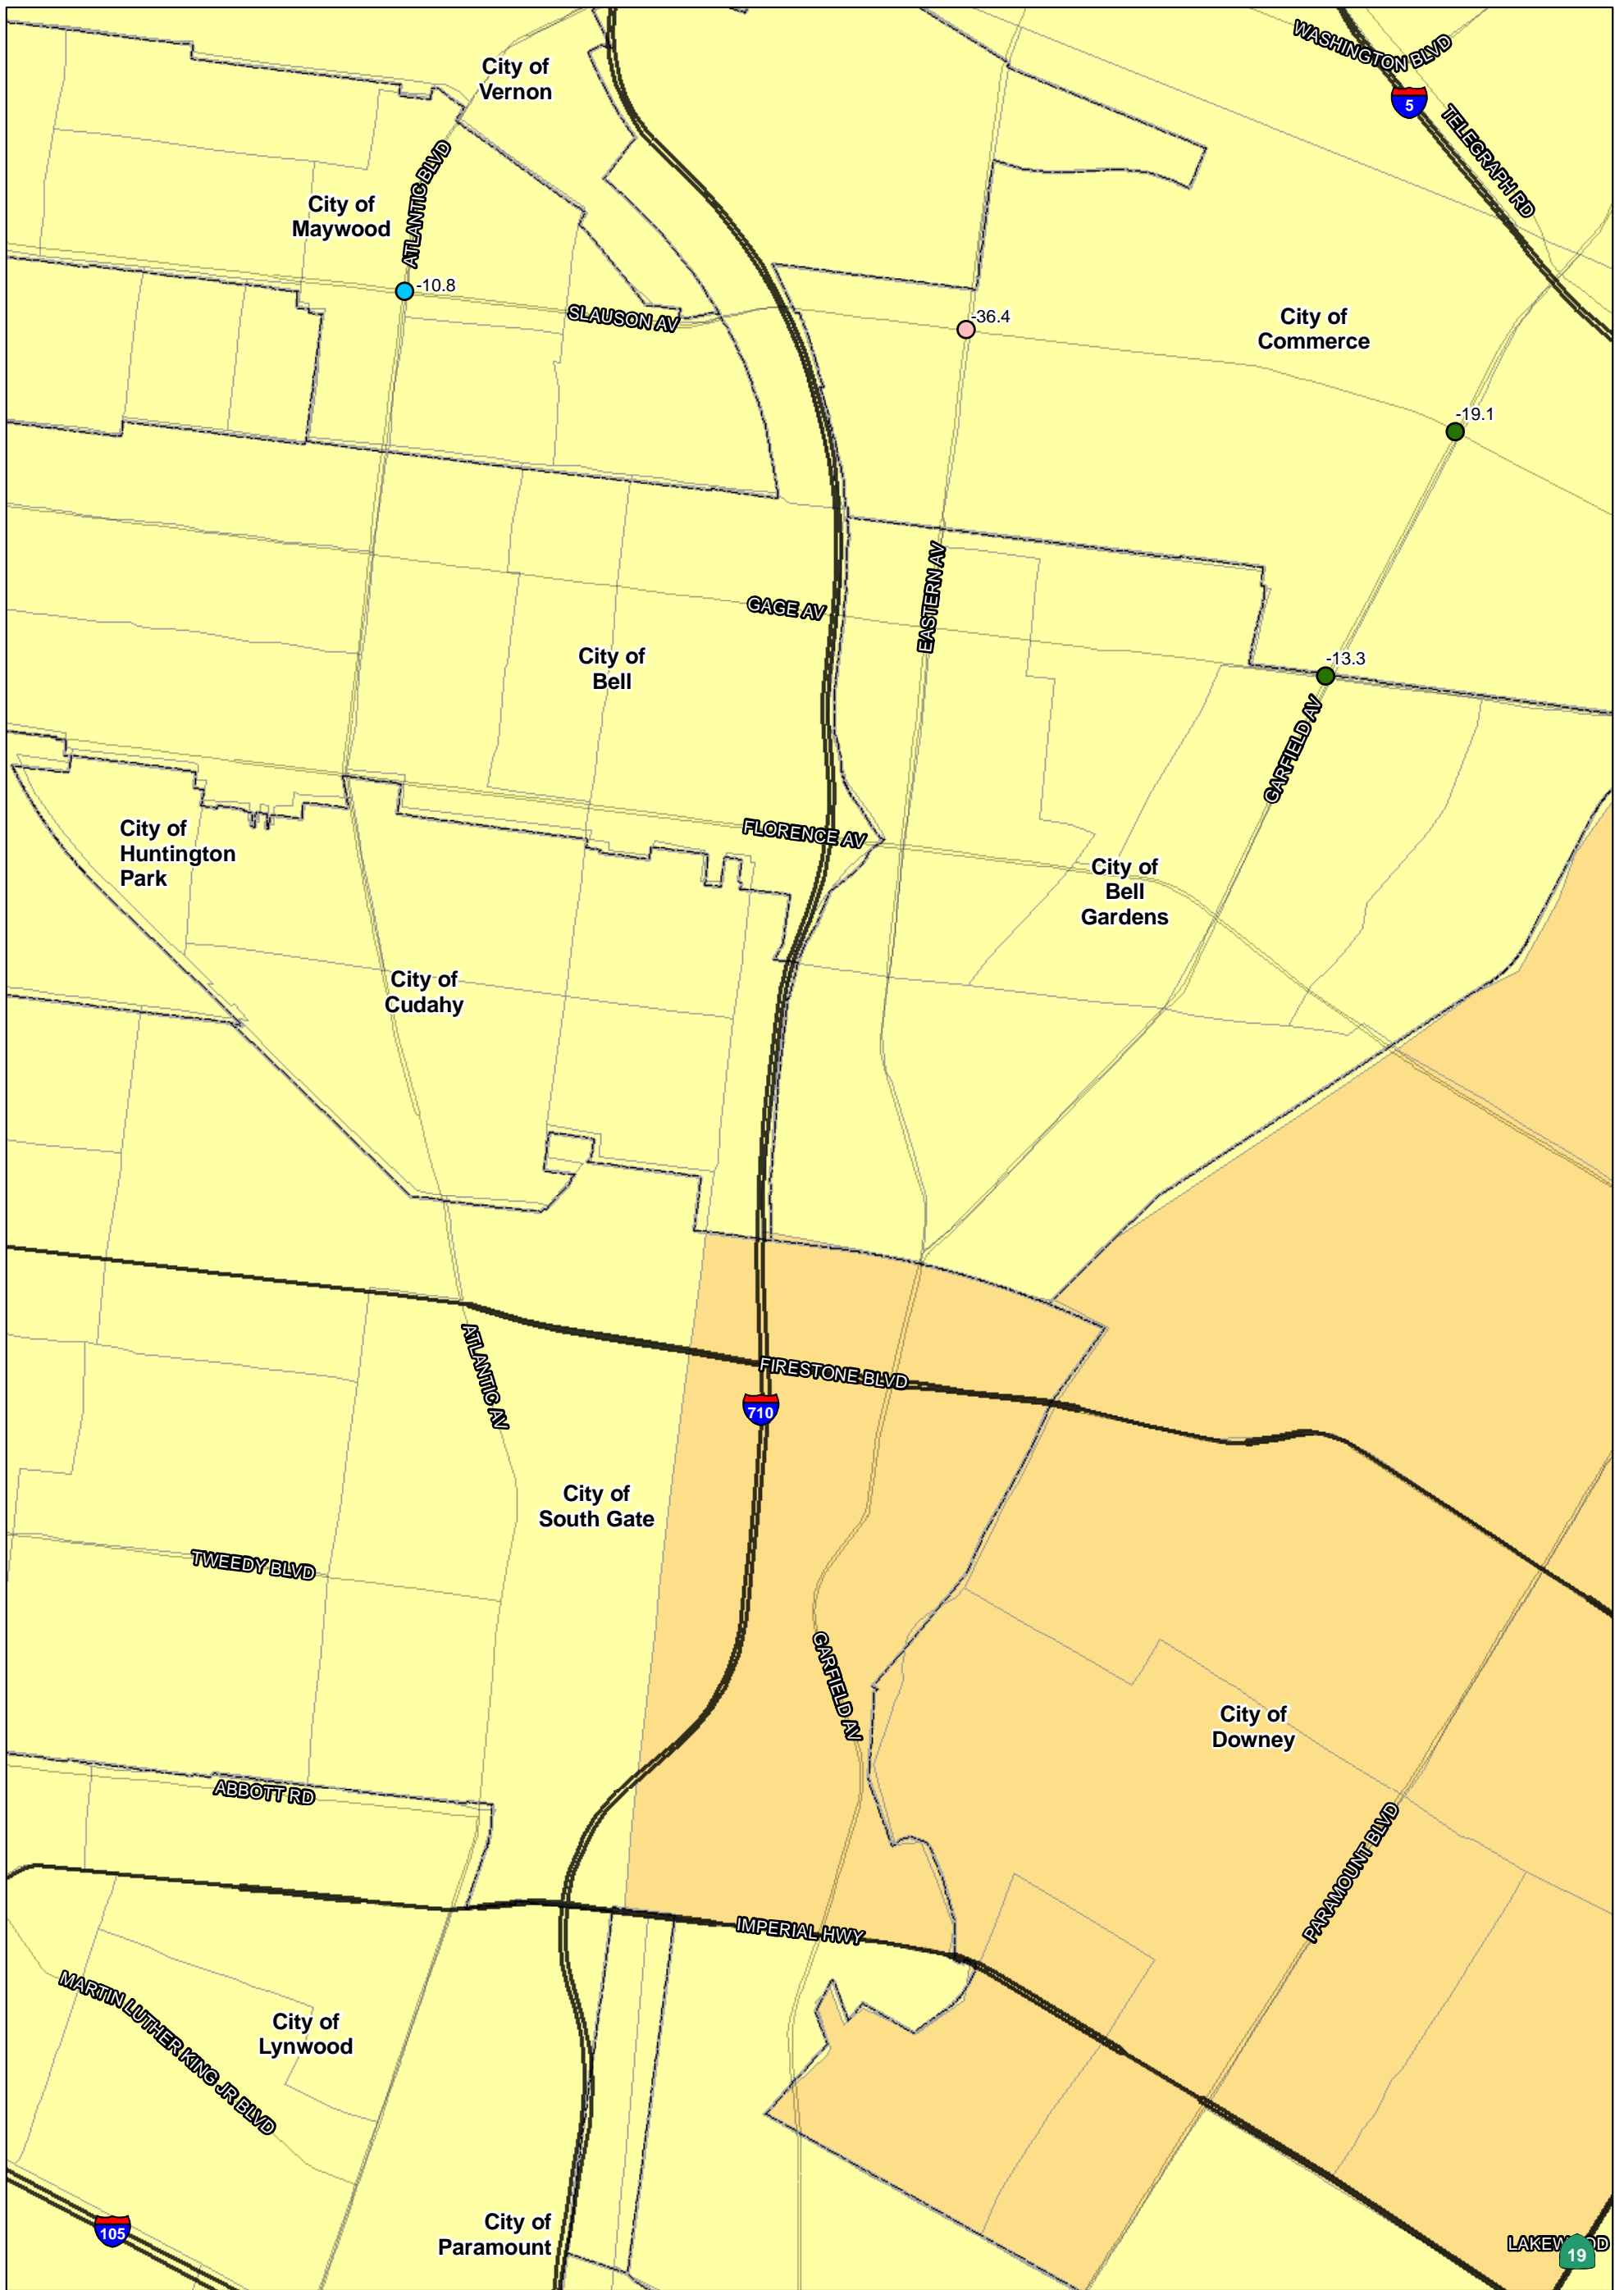 WASHINGTON BLVD
City of
Vernon
5
TELEGRAPH RD
ATLANTIC BLVD
City of
Maywood
-10.8
SLAUSON AV
-36.4
City of
Commerce
-19.1
EASTERN AV
GAGE AV
City of
Bell
-13.3
GARFIELD AV
City of
Huntington
Park
FLORENCE AV
City of
Bell
Gardens
City of
Cudahy
ATLANTIC AV
FIRESTONE BLVD
710
City of
South Gate
TWEEDY BLVD
GARFIELD AV
City of
Downey
ABBOTT RD
PARAMOUNT BLVD
IMPERIAL HWY
MARTIN LUTHER KING JR BLVD
City of
Lynwood
105
City of
Paramount
LAKEWOOD
19